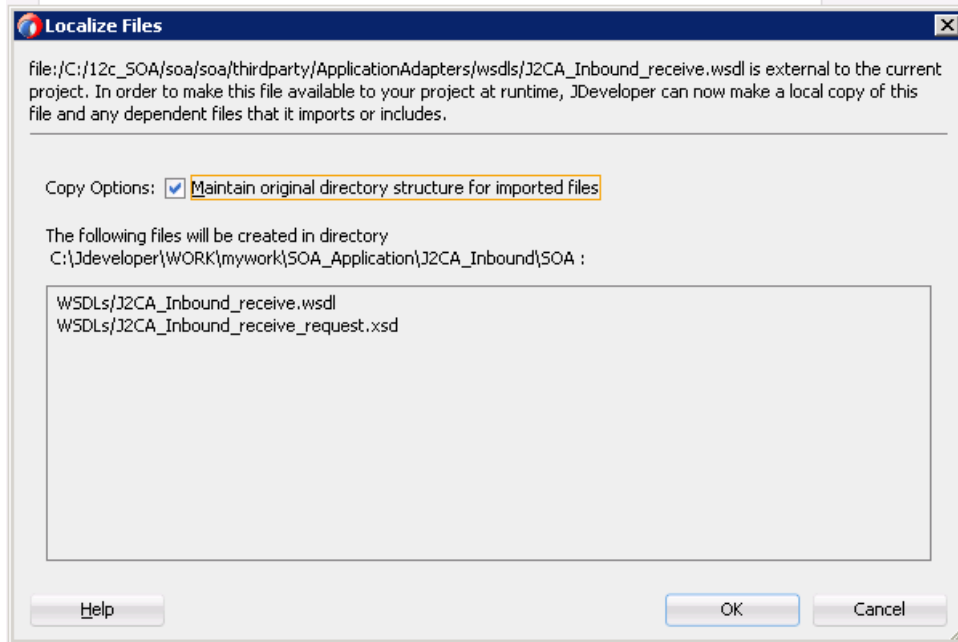 Localize Files
file:/C:/12c_SOA/soa/soa/thirdparty/ApplicationAdapters/wsdls/J2CA_Inbound_receive.wsdl is external to the current
project. In order to make this file available to your project at runtime, JDeveloper can now make a local copy of this
file and any dependent files that it imports or includes.
Copy Options: Maintain original directory structure for imported files
The following files will be created in directory
C:\Jdeveloper\WORK\mywork\SOA_Application\J2CA_Inbound\SOA :
WSDLs/J2CA_Inbound_receive.wsdl
WSDLs/J2CA_Inbound_receive_request.xsd
Help OK Cancel